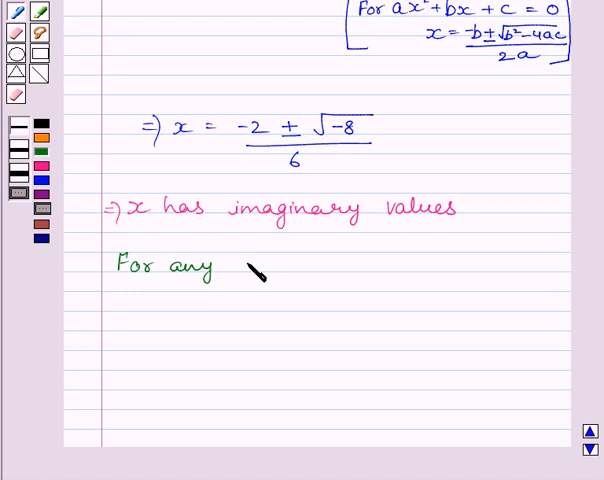 For ax² + bx + c = 0
x = -b ± √b² - 4ac / 2a
⇒ x = -2 ± √-8 / 6
⇒ x has imaginary values
For any